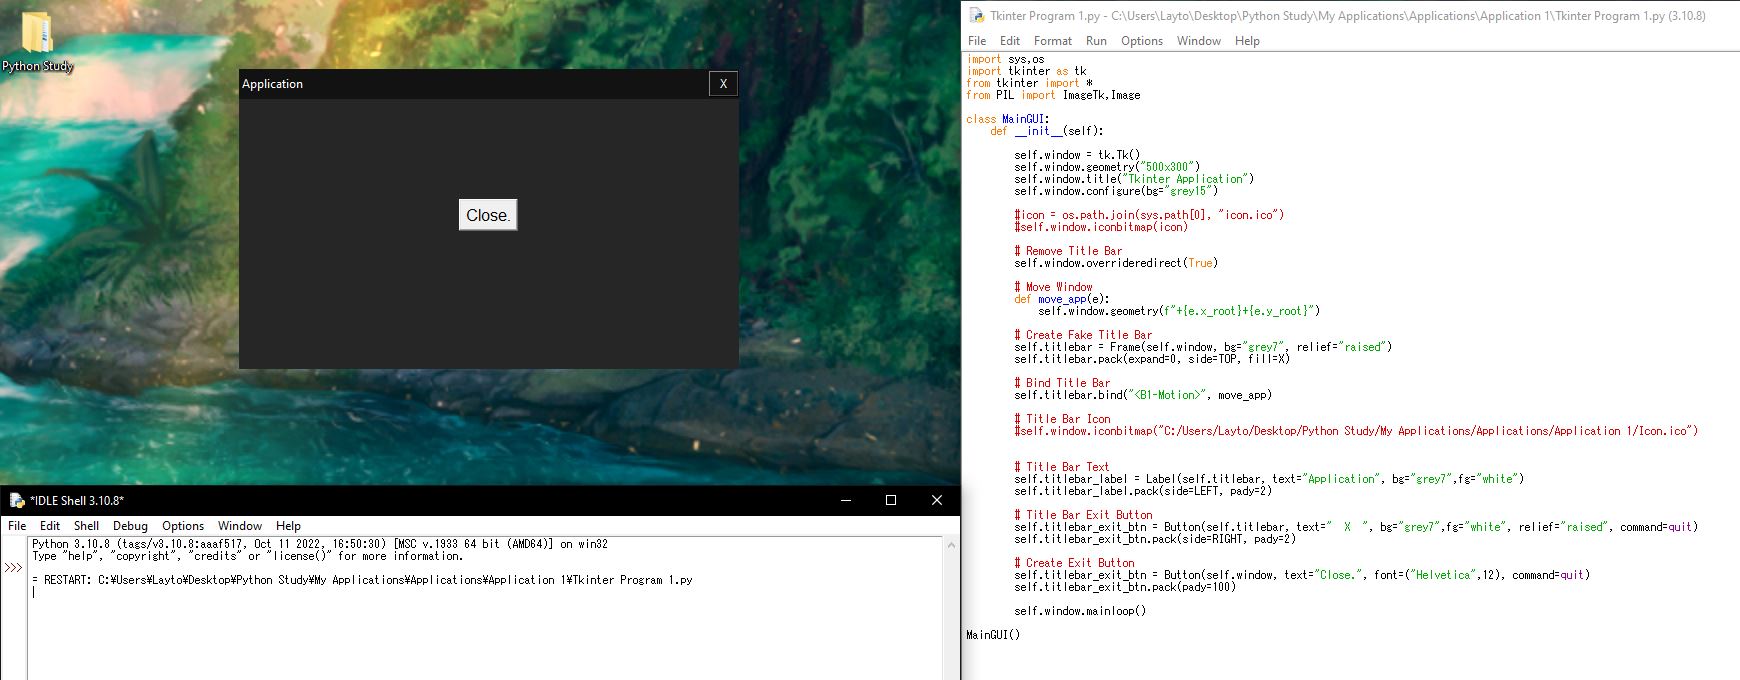 Python Study
Application
X
Close.
*IDLE Shell 3.10.8*
File Edit Shell Debug Options Window Help
Python 3.10.8 (tags/v3.10.8:aaaf517, Oct 11 2022, 16:50:30) [MSC v.1933 64 bit (AMD64)] on win32
Type "help", "copyright", "credits" or "license()" for more information.
>>>
= RESTART: C:¥Users¥Layto¥Desktop¥Python Study¥My Applications¥Applications¥Application 1¥Tkinter Program 1.py
Tkinter Program 1.py - C:\Users\Layto\Desktop\Python Study\My Applications\Applications\Application 1\Tkinter Program 1.py (3.10.8)
File Edit Format Run Options Window Help
import sys,os
import tkinter as tk
from tkinter import *
from PIL import ImageTk,Image
class MainGUI:
def __init__(self):
self.window = tk.Tk()
self.window.geometry("500x300")
self.window.title("Tkinter Application")
self.window.configure(bg="grey15")
#icon = os.path.join(sys.path[0], "icon.ico")
#self.window.iconbitmap(icon)
# Remove Title Bar
self.window.overrideredirect(True)
# Move Window
def move_app(e):
self.window.geometry(f"+{e.x_root}+{e.y_root}")
# Create Fake Title Bar
self.titlebar = Frame(self.window, bg="grey7", relief="raised")
self.titlebar.pack(expand=0, side=TOP, fill=X)
# Bind Title Bar
self.titlebar.bind("<B1-Motion>", move_app)
# Title Bar Icon
#self.window.iconbitmap("C:/Users/Layto/Desktop/Python Study/My Applications/Applications/Application 1/Icon.ico")
# Title Bar Text
self.titlebar_label = Label(self.titlebar, text="Application", bg="grey7",fg="white")
self.titlebar_label.pack(side=LEFT, pady=2)
# Title Bar Exit Button
self.titlebar_exit_btn = Button(self.titlebar, text="  X  ", bg="grey7",fg="white", relief="raised", command=quit)
self.titlebar_exit_btn.pack(side=RIGHT, pady=2)
# Create Exit Button
self.titlebar_exit_btn = Button(self.window, text="Close.", font=("Helvetica",12), command=quit)
self.titlebar_exit_btn.pack(pady=100)
self.window.mainloop()
MainGUI()